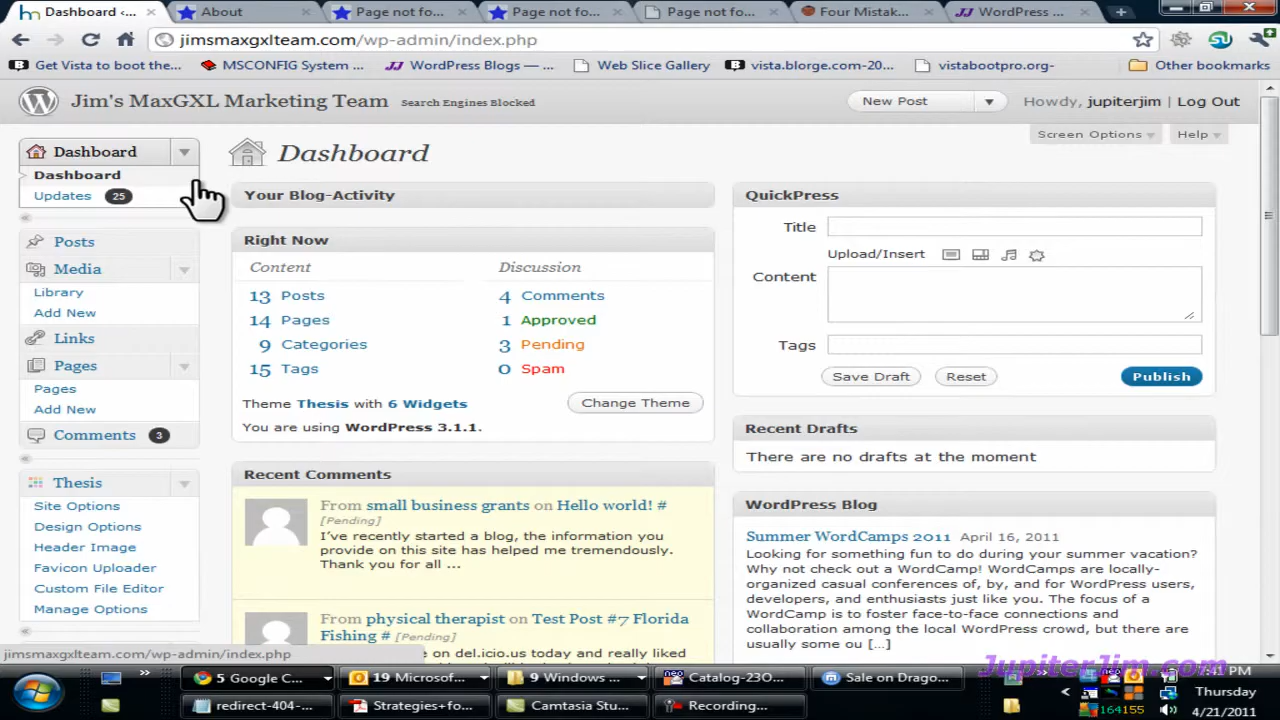 Dashboard ‹...
About
Page not fo...
Page not fo...
Page not fo...
Four Mistak...
WordPress ...
jimsmaxgxlteam.com/wp-admin/index.php
Get Vista to boot the...
MSCONFIG System ...
WordPress Blogs — ...
Web Slice Gallery
vista.blorge.com-20...
vistabootpro.org-
Other bookmarks
Jim's MaxGXL Marketing Team
Search Engines Blocked
New Post
Howdy, jupiterjim | Log Out
Screen Options
Help
Dashboard
Dashboard
Updates 25
Posts
Media
Library
Add New
Links
Pages
Pages
Add New
Comments 3
Thesis
Site Options
Design Options
Header Image
Favicon Uploader
Custom File Editor
Manage Options
Dashboard
Your Blog-Activity
Right Now
Content
13 Posts
14 Pages
9 Categories
15 Tags
Discussion
4 Comments
1 Approved
3 Pending
0 Spam
Theme Thesis with 6 Widgets
Change Theme
You are using WordPress 3.1.1.
Recent Comments
From small business grants on Hello world! #
[Pending]
I've recently started a blog, the information you
provide on this site has helped me tremendously.
Thank you for all ...
From physical therapist on Test Post #7 Florida
Fishing # [Pending]
e on del.icio.us today and really liked
QuickPress
Title
Upload/Insert
Content
Tags
Save Draft
Reset
Publish
Recent Drafts
There are no drafts at the moment
WordPress Blog
Summer WordCamps 2011 April 16, 2011
Looking for something fun to do during your summer vacation?
Why not check out a WordCamp! WordCamps are locally-
organized casual conferences of, by, and for WordPress users,
developers, and enthusiasts just like you. The focus of a
WordCamp is to foster face-to-face connections and
collaboration among the local WordPress crowd, but there are
usually some ou [...]
jimsmaxgxlteam.com/wp-admin/index.php
JupiterJim.com
5 Google C...
19 Microsof...
9 Windows ...
Catalog-23O...
Sale on Drago...
:41 PM
redirect-404-...
Strategies+fo...
Camtasia Stu...
Recording...
Thursday
164155
4/21/2011